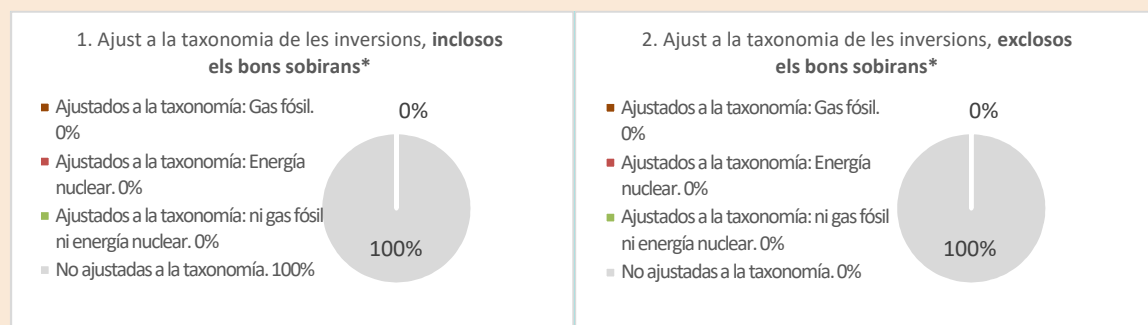 1. Ajust a la taxonomia de les inversions, inclosos
els bons sobirans*
Ajustados a la taxonomía: Gas fósil.
0%
Ajustados a la taxonomía: Energía
nuclear. 0%
Ajustados a la taxonomía: ni gas fósil
ni energía nuclear. 0%
No ajustadas a la taxonomía. 100%
0%
100%
2. Ajust a la taxonomia de les inversions, exclosos
els bons sobirans*
Ajustados a la taxonomía: Gas fósil.
0%
Ajustados a la taxonomía: Energía
nuclear. 0%
Ajustados a la taxonomía: ni gas fósil
ni energía nuclear. 0%
No ajustadas a la taxonomía. 0%
0%
100%